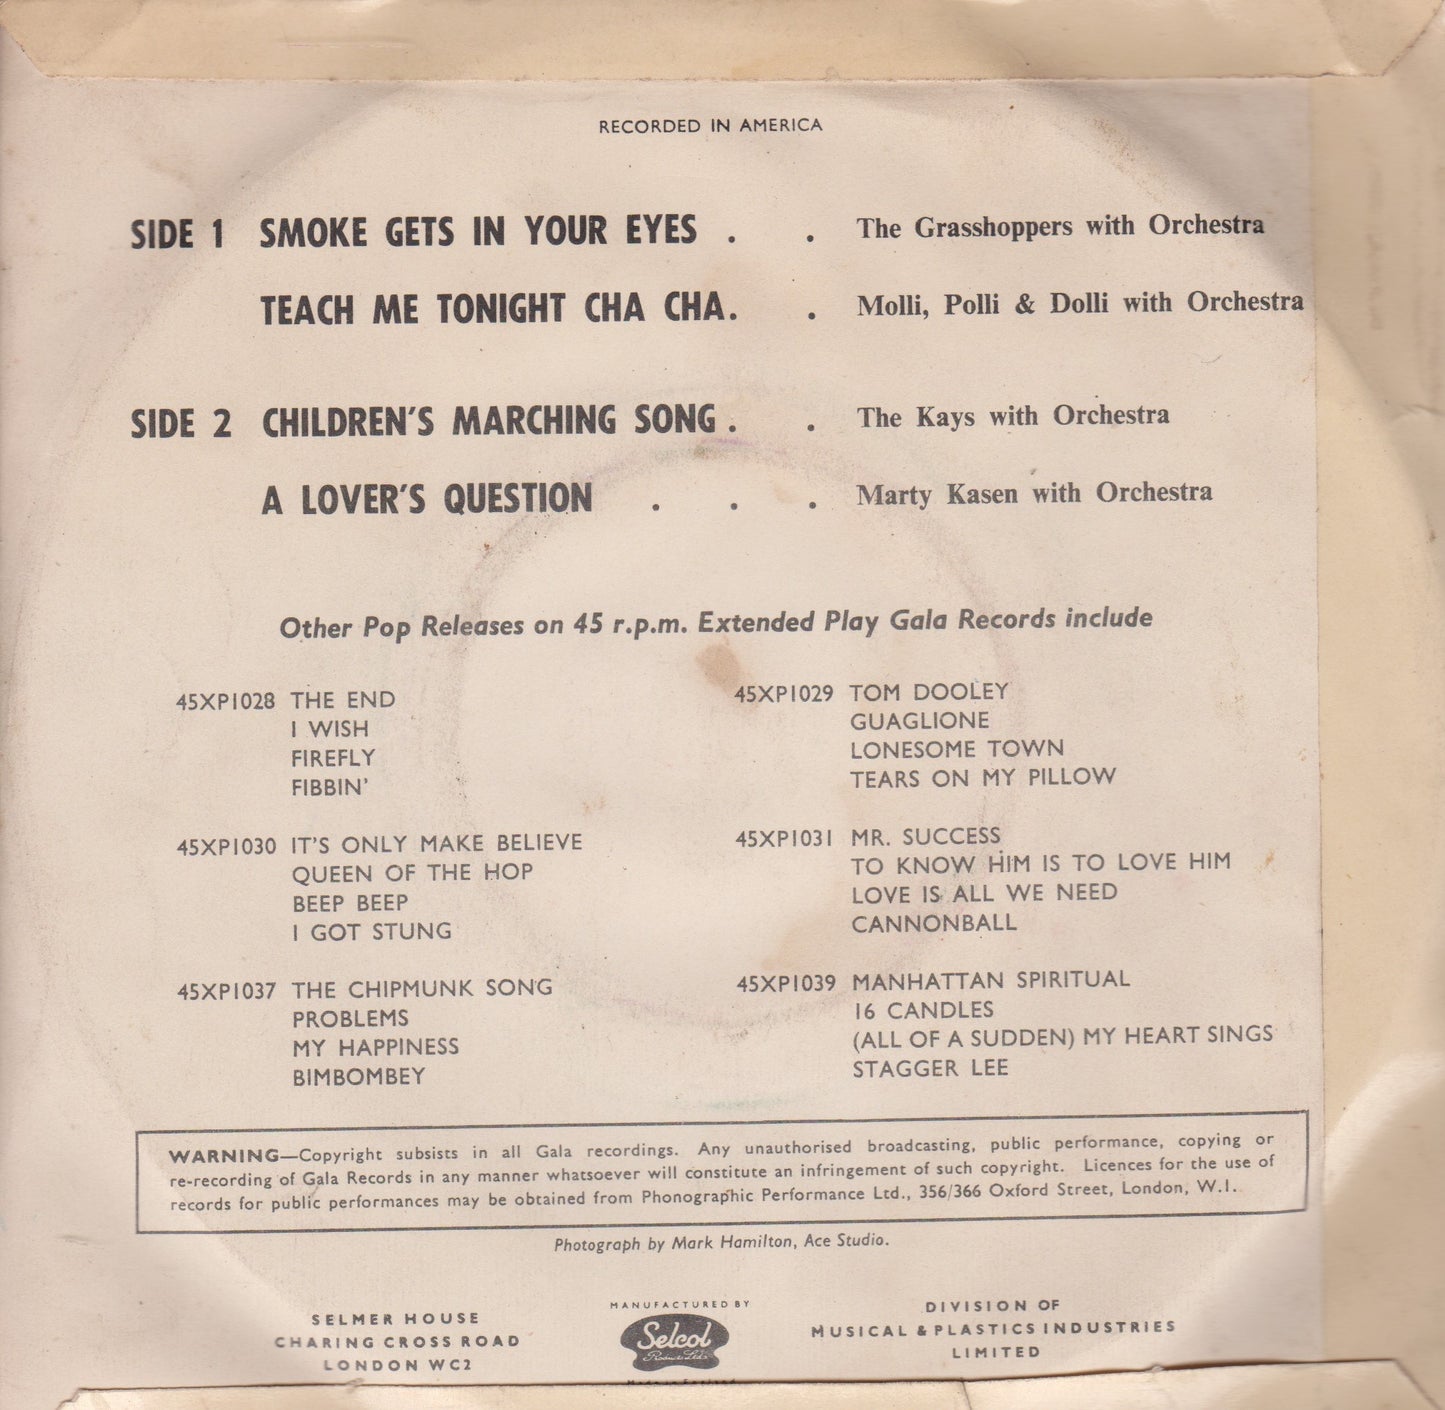 RECORDED IN AMERICA
SIDE 1 SMOKE GETS IN YOUR EYES . . The Grasshoppers with Orchestra
TEACH ME TONIGHT CHA CHA. . Molli, Polli & Dolli with Orchestra
SIDE 2 CHILDREN'S MARCHING SONG . . The Kays with Orchestra
A LOVER'S QUESTION . . . Marty Kasen with Orchestra
Other Pop Releases on 45 r.p.m. Extended Play Gala Records include
45XP1028 THE END
I WISH
FIREFLY
FIBBIN'
45XP1029 TOM DOOLEY
GUAGLIONE
LONESOME TOWN
TEARS ON MY PILLOW
45XP1030 IT'S ONLY MAKE BELIEVE
QUEEN OF THE HOP
BEEP BEEP
I GOT STUNG
45XP1031 MR. SUCCESS
TO KNOW HIM IS TO LOVE HIM
LOVE IS ALL WE NEED
CANNONBALL
45XP1037 THE CHIPMUNK SONG
PROBLEMS
MY HAPPINESS
BIMBOMBEY
45XP1039 MANHATTAN SPIRITUAL
16 CANDLES
(ALL OF A SUDDEN) MY HEART SINGS
STAGGER LEE
WARNING—Copyright subsists in all Gala recordings. Any unauthorised broadcasting, public performance, copying or
re-recording of Gala Records in any manner whatsoever will constitute an infringement of such copyright. Licences for the use of
records for public performances may be obtained from Phonographic Performance Ltd., 356/366 Oxford Street, London, W.1.
Photograph by Mark Hamilton, Ace Studio.
SELMER HOUSE
CHARING CROSS ROAD
LONDON WC2
MANUFACTURED BY
Selcol
Products Ltd.
DIVISION OF
MUSICAL & PLASTICS INDUSTRIES
LIMITED